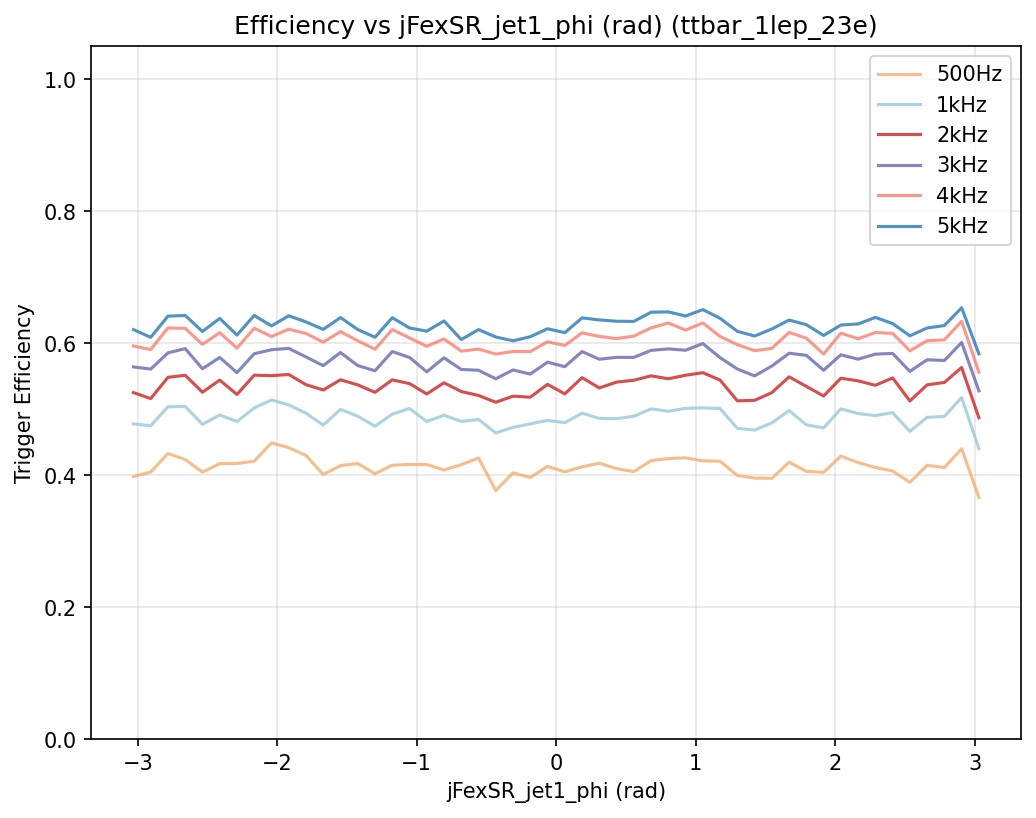 Efficiency vs jFexSR_jet1_phi (rad) (ttbar_1lep_23e)
500Hz
1kHz
2kHz
3kHz
4kHz
5kHz
Trigger Efficiency
1.0
0.8
0.6
0.4
0.2
0.0
−3 −2 −1 0 1 2 3
jFexSR_jet1_phi (rad)